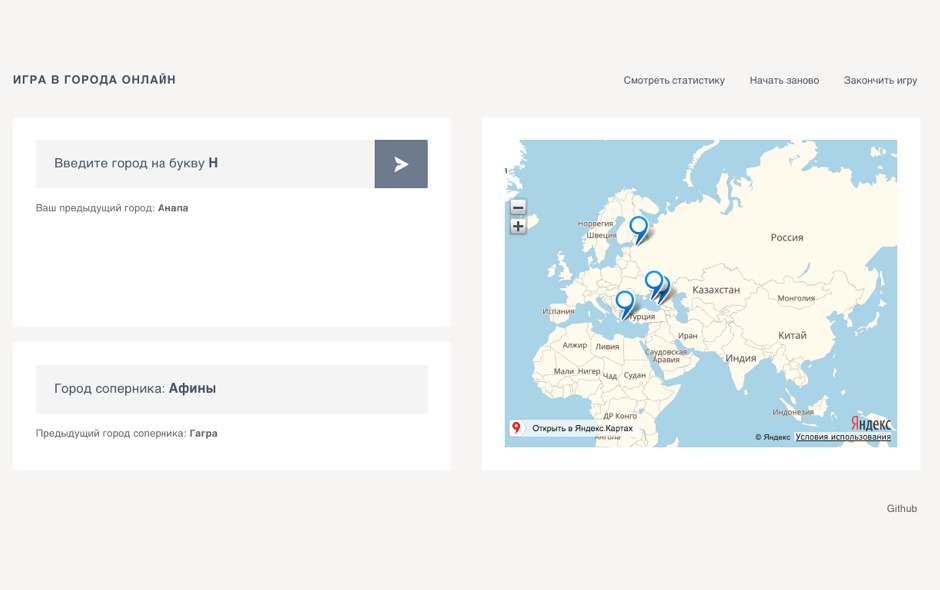 ИГРА В ГОРОДА ОНЛАЙН
Смотреть статистику Начать заново Закончить игру
Введите город на букву Н
Ваш предыдущий город: Анапа
Город соперника: Афины
Предыдущий город соперника: Гагра
Норвегия
Швеция
Россия
Казахстан
Монголия
Испания
Турция
Иран
Китай
Алжир
Ливия
Саудовская
Аравия
Индия
Мали
Нигер
Чад
Судан
ДР Конго
Индонезия
Ангола
Открыть в Яндекс.Картах
Яндекс
© Яндекс Условия использования
Github